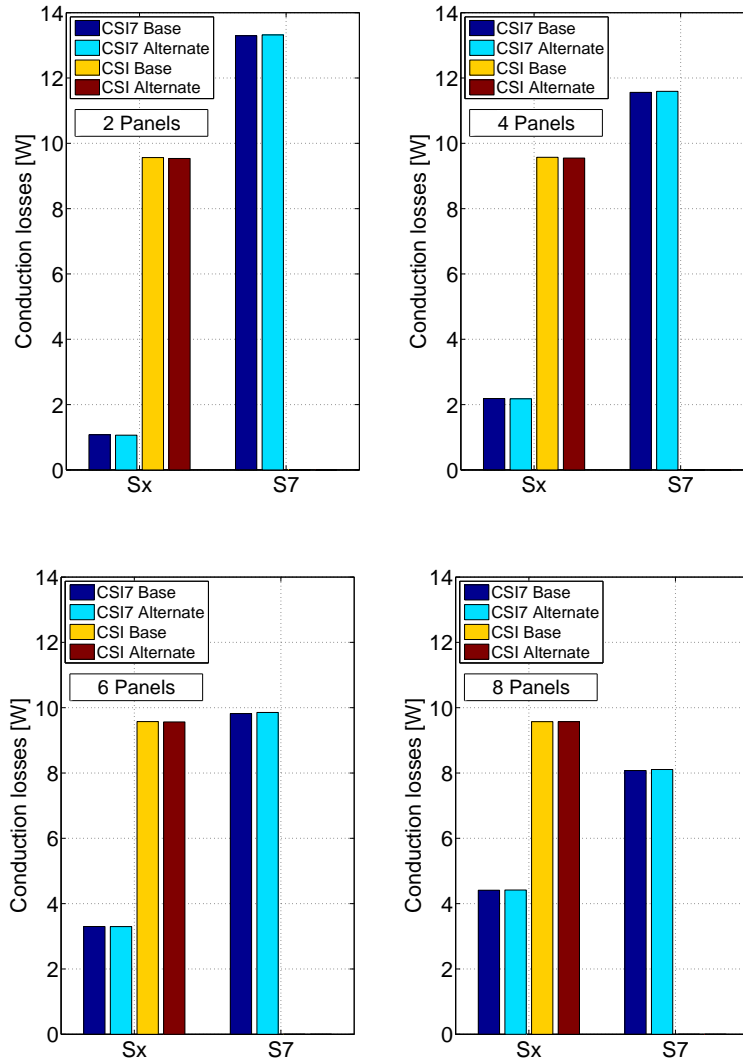 14
12
10
8
6
4
2
0
Conduction losses [W]
CSI7 Base
CSI7 Alternate
CSI Base
CSI Alternate
2 Panels
Sx
S7
14
12
10
8
6
4
2
0
Conduction losses [W]
CSI7 Base
CSI7 Alternate
CSI Base
CSI Alternate
4 Panels
Sx
S7
14
12
10
8
6
4
2
0
Conduction losses [W]
CSI7 Base
CSI7 Alternate
CSI Base
CSI Alternate
6 Panels
Sx
S7
14
12
10
8
6
4
2
0
Conduction losses [W]
CSI7 Base
CSI7 Alternate
CSI Base
CSI Alternate
8 Panels
Sx
S7